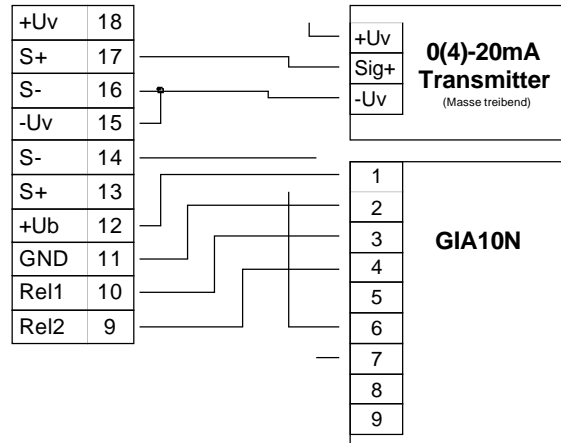 +Uv 18
S+ 17
S- 16
-Uv 15
S- 14
S+ 13
+Ub 12
GND 11
Rel1 10
Rel2 9
+Uv
Sig+
-Uv
0(4)-20mA
Transmitter
(Masse treibend)
1
2
3
4
5
6
7
8
9
GIA10N